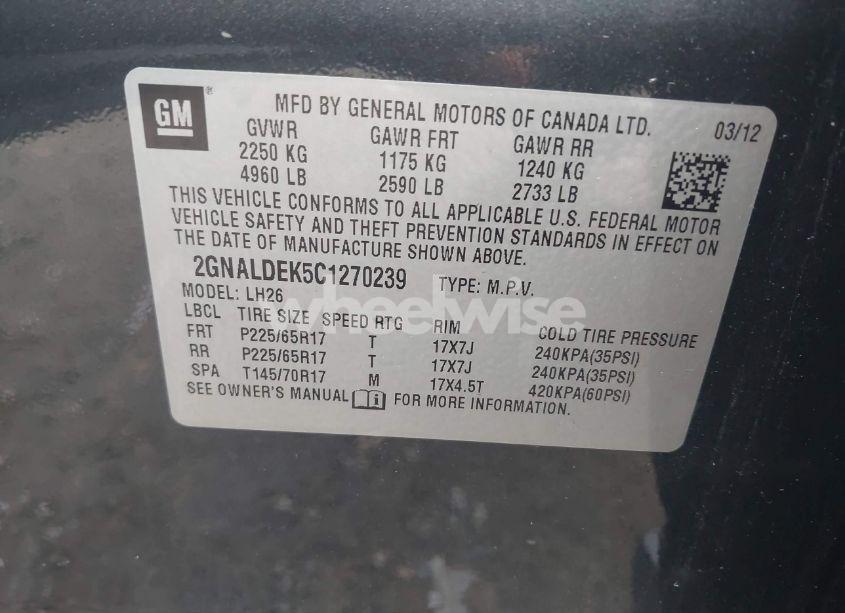 GM ®
MFD BY GENERAL MOTORS OF CANADA LTD. 03/12
GVWR GAWR FRT GAWR RR
2250 KG 1175 KG 1240 KG
4960 LB 2590 LB 2733 LB
THIS VEHICLE CONFORMS TO ALL APPLICABLE U.S. FEDERAL MOTOR
VEHICLE SAFETY AND THEFT PREVENTION STANDARDS IN EFFECT ON
THE DATE OF MANUFACTURE SHOWN ABOVE.
2GNALDEK5C1270239 TYPE: M.P.V.
MODEL: LH26
wheelwise
LBCL TIRE SIZE SPEED RTG RIM COLD TIRE PRESSURE
FRT P225/65R17 T 17X7J 240KPA(35PSI)
RR P225/65R17 T 17X7J 240KPA(35PSI)
SPA T145/70R17 M 17X4.5T 420KPA(60PSI)
SEE OWNER'S MANUAL i FOR MORE INFORMATION.